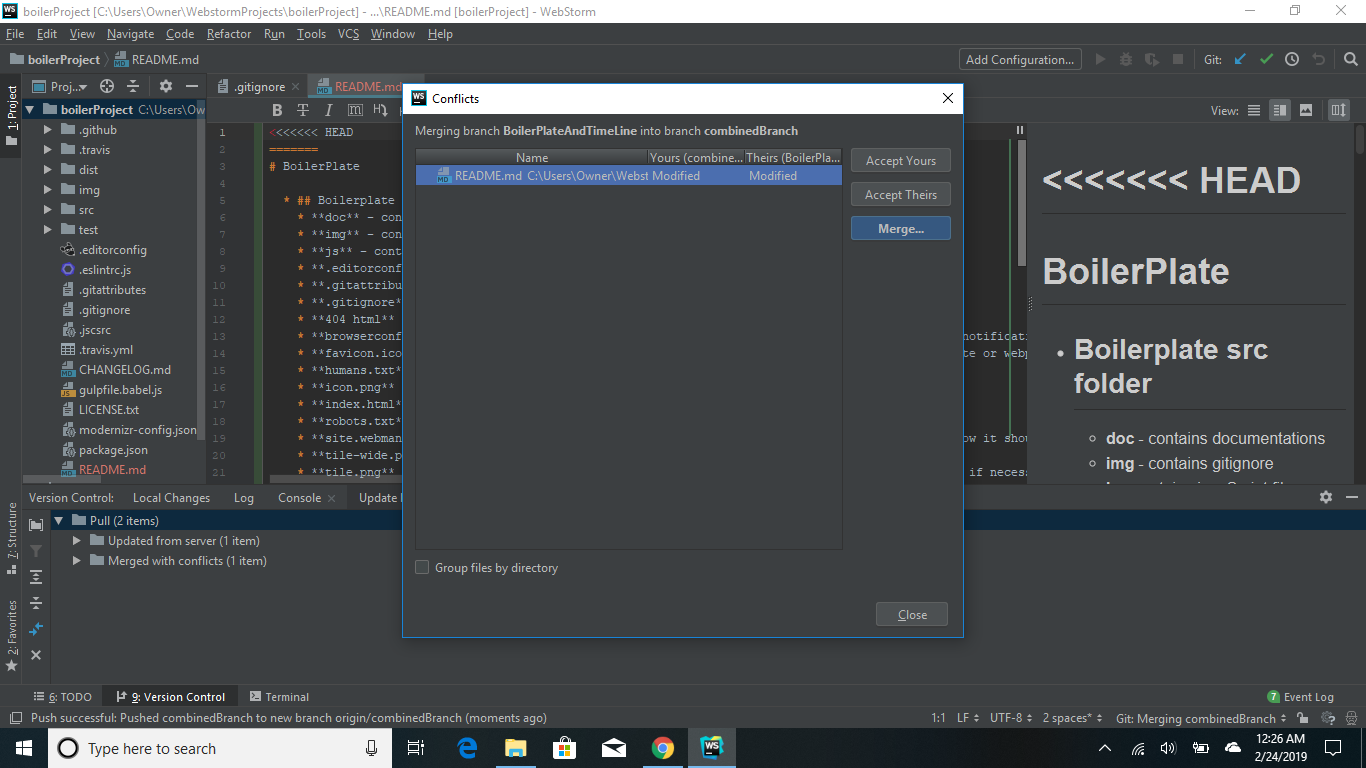 WS boilerProject [C:\Users\Owner\WebstormProjects\boilerProject] - ...\README.md [boilerProject] - WebStorm
File Edit View Navigate Code Refactor Run Tools VCS Window Help
boilerProject README.md Add Configuration... Git:
Proj... .gitignore README.md
1: Project
boilerProject C:\Users\Ow
.github
.travis
dist
img
src
test
.editorconfig
.eslintrc.js
.gitattributes
.gitignore
.jscsrc
.travis.yml
CHANGELOG.md
gulpfile.babel.js
LICENSE.txt
modernizr-config.json
package.json
README.md
B T I m H View:
1 <<<<<<< HEAD
2 =======
3 # BoilerPlate
4
5 * ## Boilerplate
6 * **doc** - con
7 * **img** - con
8 * **js** - cont
9 * **.editorconf
10 * **.gitattribu
11 * **.gitignore*
12 * **404 html**
13 * **browserconf notificati
14 * **favicon.ico te or webp
15 * **humans.txt*
16 * **icon.png**
17 * **index.html*
18 * **robots.txt*
19 * **site.webman ow it shou
20 * **tile-wide.p
21 * **tile.png** if necess
WS Conflicts
Merging branch BoilerPlateAndTimeLine into branch combinedBranch
Name Yours (combine... Theirs (BoilerPla...
README.md C:\Users\Owner\Webst Modified Modified
Accept Yours
Accept Theirs
Merge...
Group files by directory
Close
<<<<<<< HEAD
BoilerPlate
• Boilerplate src
folder
doc - contains documentations
img - contains gitignore
Version Control: Local Changes Log Console Update
Pull (2 items)
Updated from server (1 item)
Merged with conflicts (1 item)
7: Structure
2: Favorites
6: TODO 9: Version Control Terminal 7 Event Log
Push successful: Pushed combinedBranch to new branch origin/combinedBranch (moments ago) 1:1 LF UTF-8 2 spaces* Git: Merging combinedBranch
Type here to search WS 12:26 AM
2/24/2019